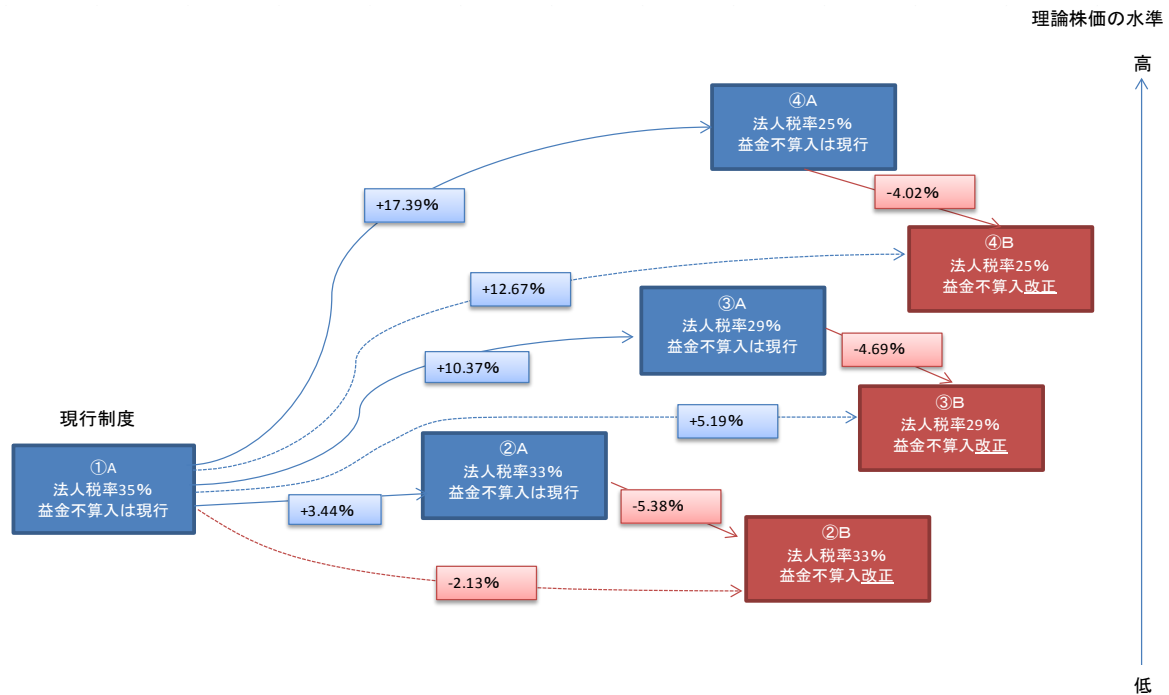 理論株価の水準
高
④A
法人税率25%
益金不算入は現行
-4.02%
+17.39%
④B
法人税率25%
益金不算入改正
+12.67%
③A
法人税率29%
益金不算入は現行
-4.69%
+10.37%
③B
法人税率29%
益金不算入改正
+5.19%
現行制度
①A
法人税率35%
益金不算入は現行
②A
法人税率33%
益金不算入は現行
+3.44%
-5.38%
②B
法人税率33%
益金不算入改正
-2.13%
低